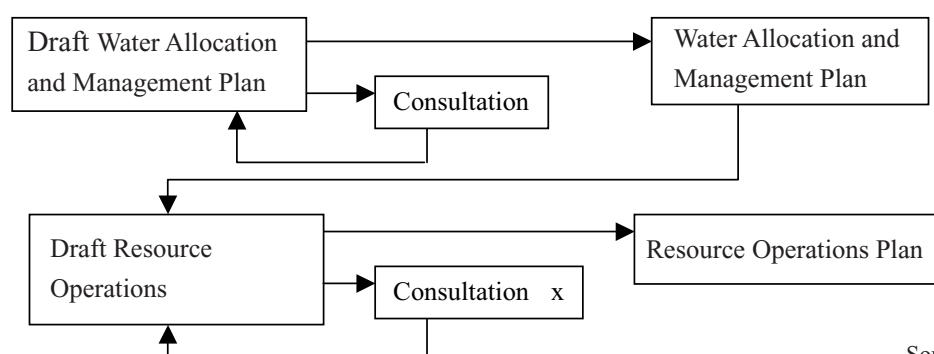 Draft Water Allocation
and Management Plan
Consultation
Water Allocation and
Management Plan
Draft Resource
Operations
Consultation x
Resource Operations Plan